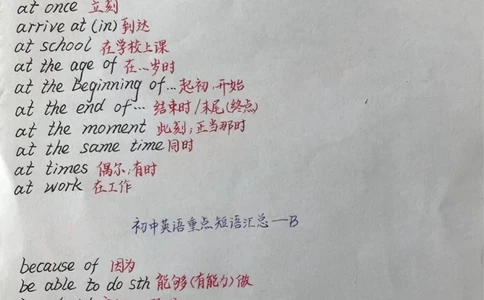 at once 立刻
arrive at (in) 到达
at school 在学校上课
at the age of 在…岁时
at the beginning of… 起初,开始
at the end of… 结束时/末尾(终点)
at the moment 此刻;正当那时
at the same time 同时
at times 偶尔;有时
at work 在工作
初中英语重点短语汇总—B
because of 因为
be able to do sth 能够(有能力)做